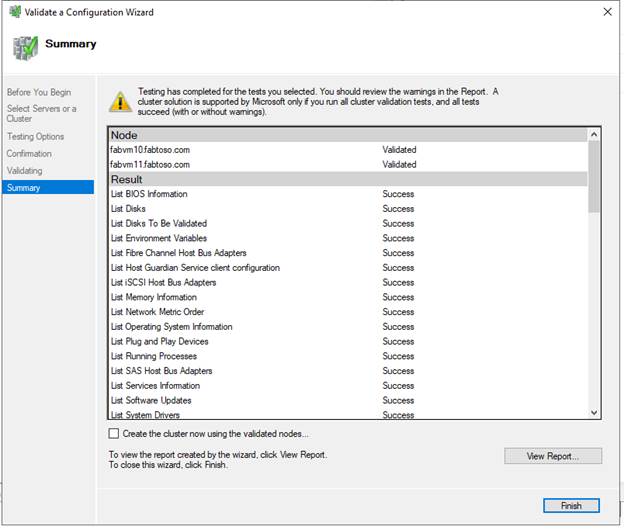 Validate a Configuration Wizard
Summary
Before You Begin
Select Servers or a
Cluster
Testing Options
Confirmation
Validating
Summary
Testing has completed for the tests you selected. You should review the warnings in the Report. A
cluster solution is supported by Microsoft only if you run all cluster validation tests, and all tests
succeed (with or without warnings).
Node
fabvm10.fabtoso.com Validated
fabvm11.fabtoso.com Validated
Result
List BIOS Information Success
List Disks Success
List Disks To Be Validated Success
List Environment Variables Success
List Fibre Channel Host Bus Adapters Success
List Host Guardian Service client configuration Success
List iSCSI Host Bus Adapters Success
List Memory Information Success
List Network Metric Order Success
List Operating System Information Success
List Plug and Play Devices Success
List Running Processes Success
List SAS Host Bus Adapters Success
List Services Information Success
List Software Updates Success
List System Drivers Success
Create the cluster now using the validated nodes...
To view the report created by the wizard, click View Report.
To close this wizard, click Finish.
View Report...
Finish